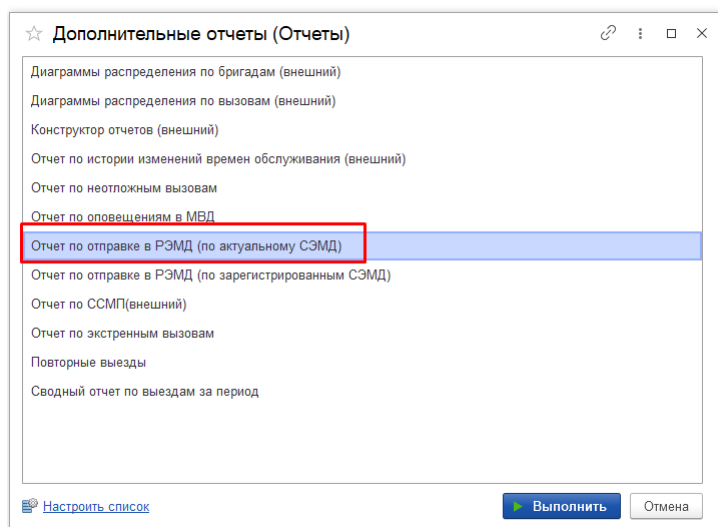 Дополнительные отчеты (Отчеты)
Диаграммы распределения по бригадам (внешний)
Диаграммы распределения по вызовам (внешний)
Конструктор отчетов (внешний)
Отчет по истории изменений времен обслуживания (внешний)
Отчет по неотложным вызовам
Отчет по оповещениям в МВД
Отчет по отправке в РЭМД (по актуальному СЭМД)
Отчет по отправке в РЭМД (по зарегистрированным СЭМД)
Отчет по ССМП(внешний)
Отчет по экстренным вызовам
Повторные выезды
Сводный отчет по выездам за период
Настроить список
Выполнить
Отмена